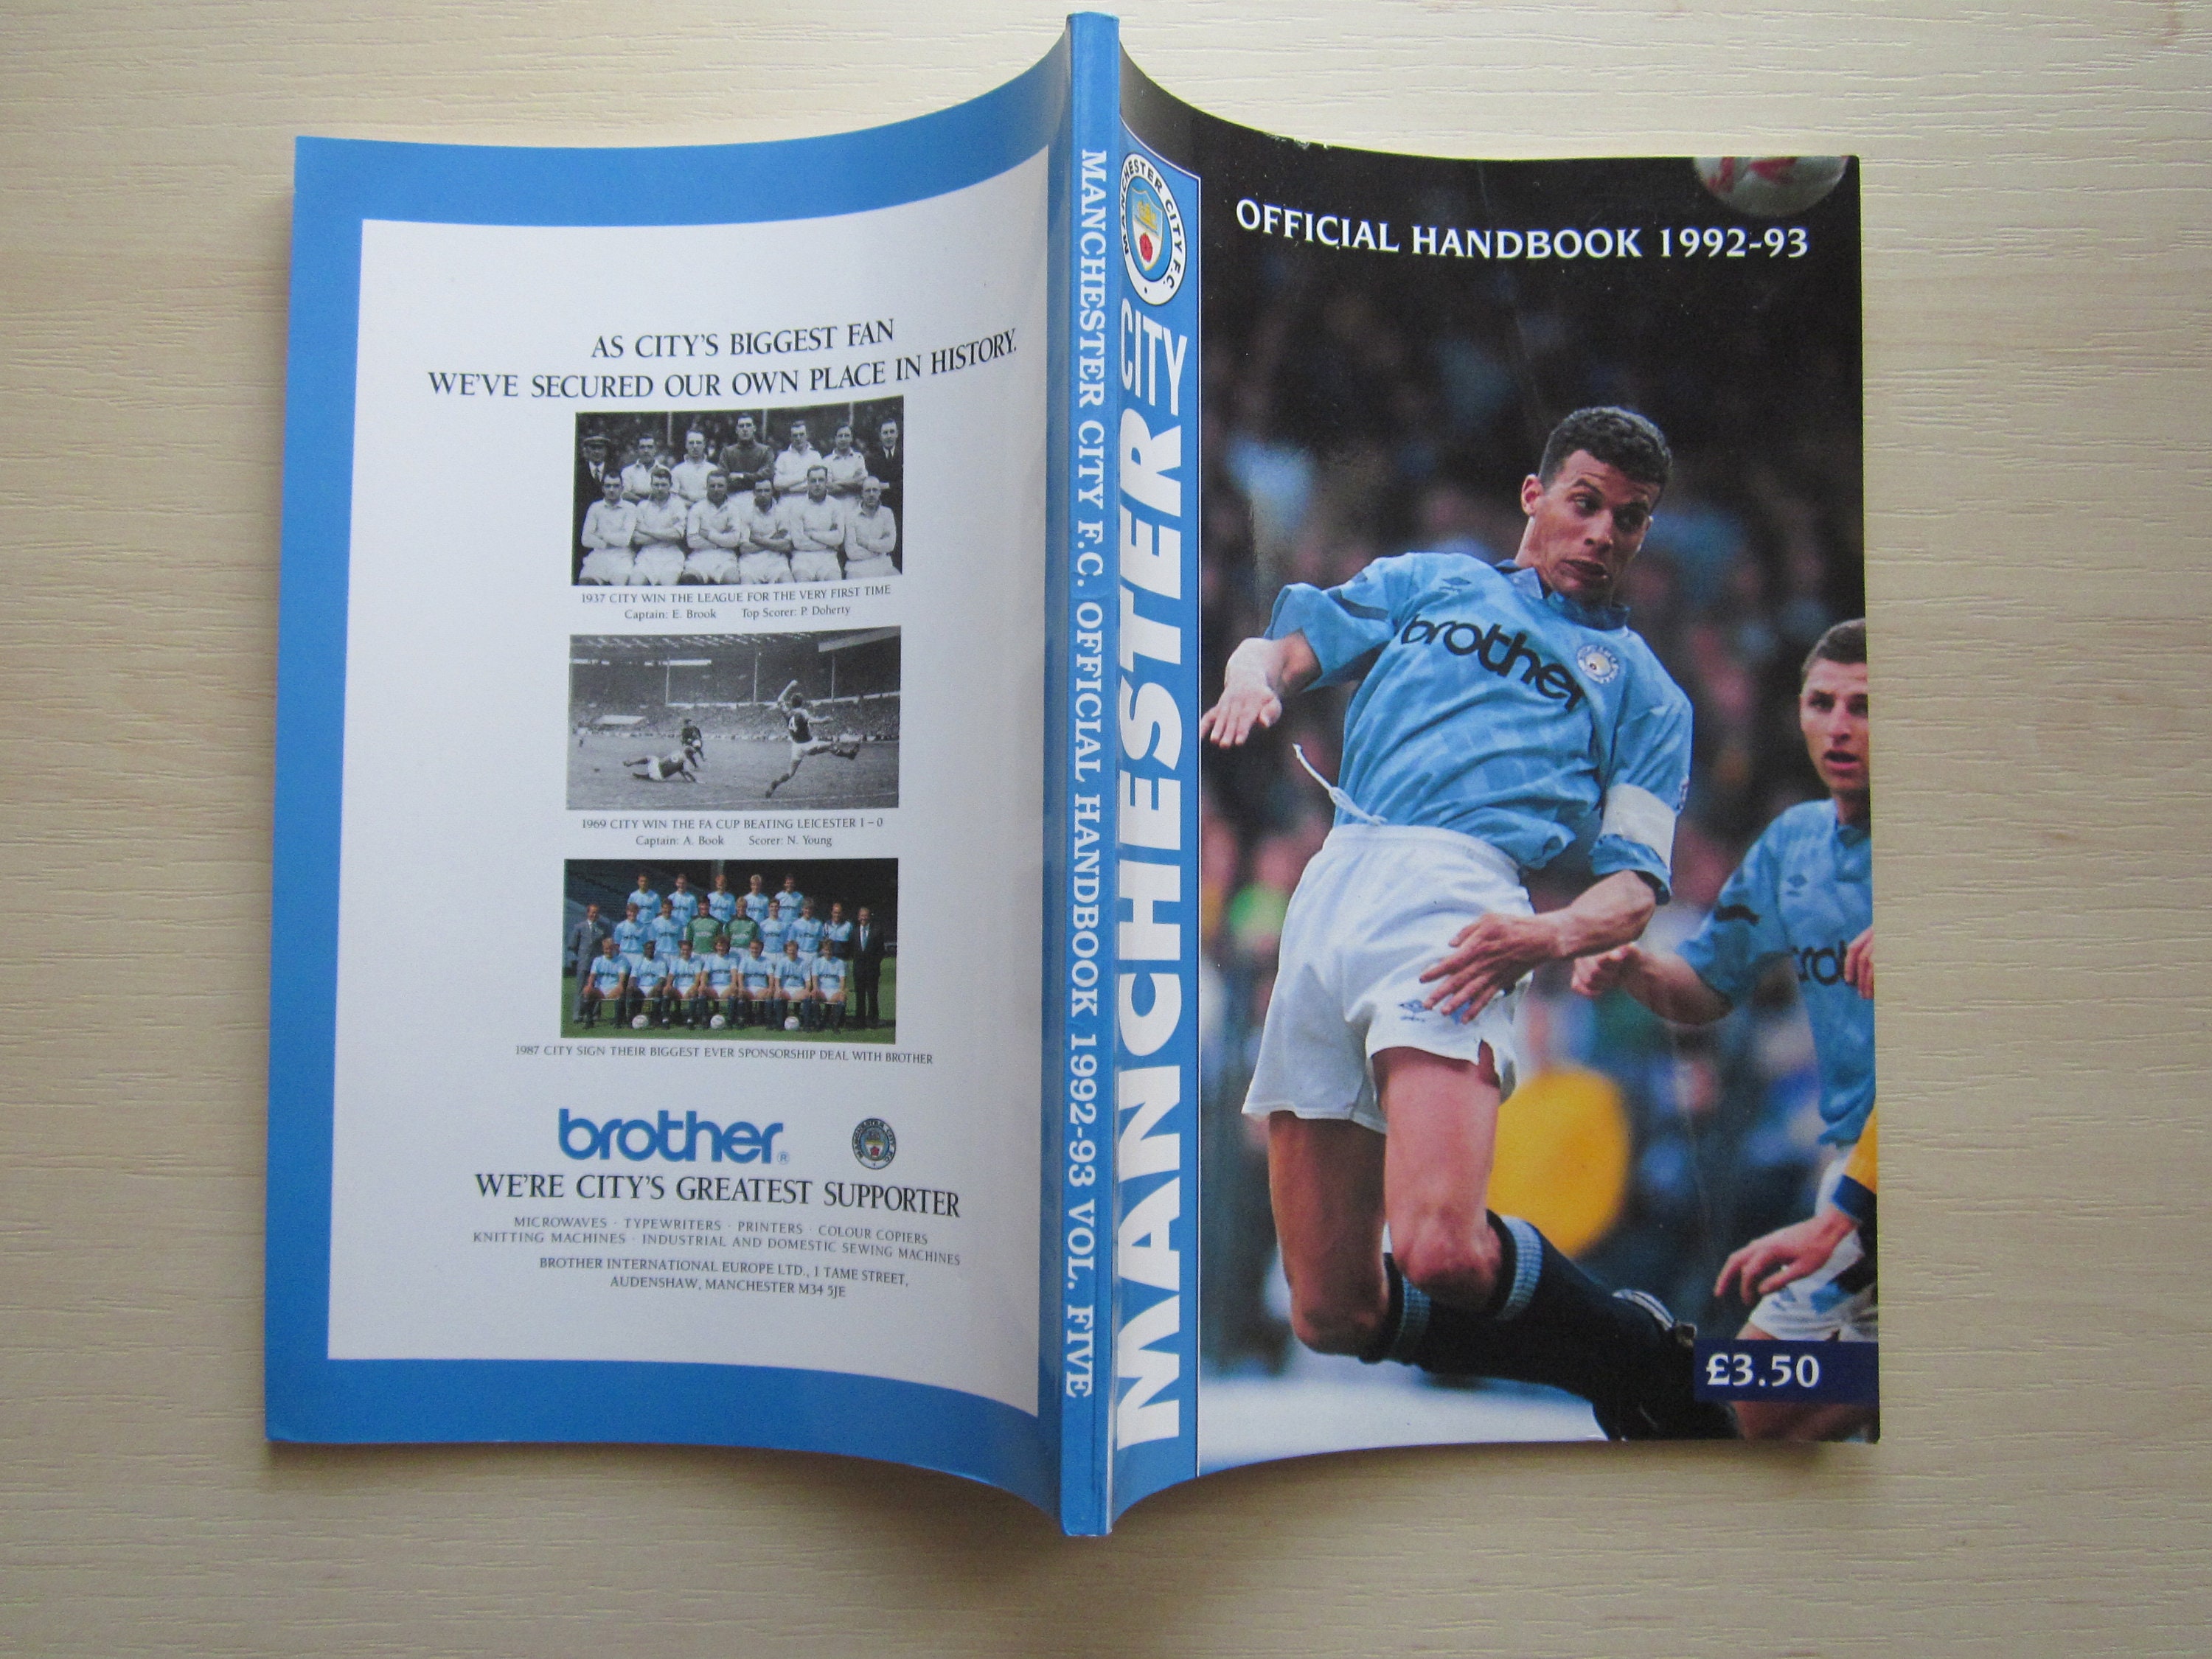 AS CITY'S BIGGEST FAN
WE'VE SECURED OUR OWN PLACE IN HISTORY.
1937 CITY WIN THE LEAGUE FOR THE VERY FIRST TIME
Captain: E. Brook Top Scorer: P. Doherty
1969 CITY WIN THE FA CUP BEATING LEICESTER 1 – 0
Captain: A. Book Scorer: N. Young
1987 CITY SIGN THEIR BIGGEST EVER SPONSORSHIP DEAL WITH BROTHER
brother®
MANCHESTER CITY F.C.
WE'RE CITY'S GREATEST SUPPORTER
MICROWAVES · TYPEWRITERS · PRINTERS · COLOUR COPIERS
KNITTING MACHINES · INDUSTRIAL AND DOMESTIC SEWING MACHINES
BROTHER INTERNATIONAL EUROPE LTD., 1 TAME STREET,
AUDENSHAW, MANCHESTER M34 5JE
MANCHESTER CITY F.C. OFFICIAL HANDBOOK 1992-93 VOL. FIVE
MANCHESTER CITY
MANCHESTER CITY F.C.
OFFICIAL HANDBOOK 1992-93
brother
brot
£3.50